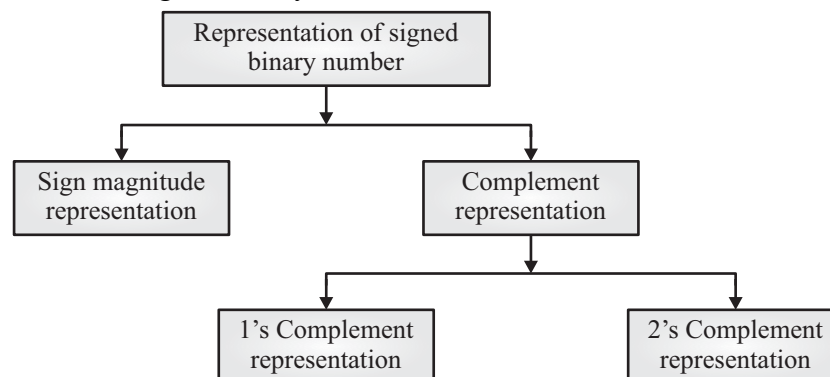 Representation of signed
binary number
Sign magnitude
representation
Complement
representation
1’s Complement
representation
2’s Complement
representation